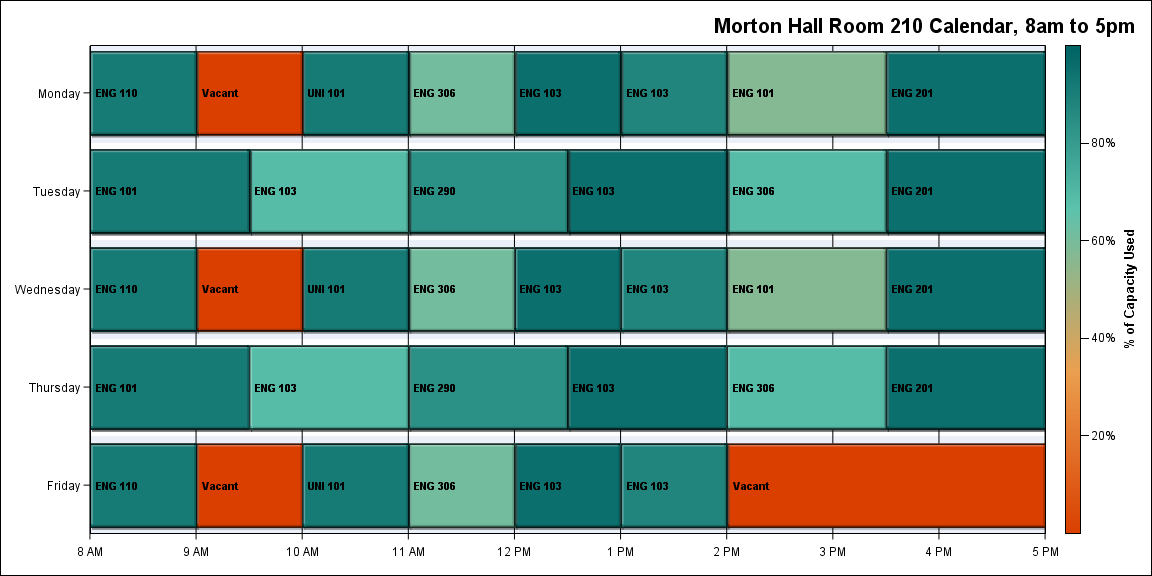 Morton Hall Room 210 Calendar, 8am to 5pm
Monday
ENG 110
Vacant
UNI 101
ENG 306
ENG 103
ENG 103
ENG 101
ENG 201
Tuesday
ENG 101
ENG 103
ENG 290
ENG 103
ENG 306
ENG 201
Wednesday
ENG 110
Vacant
UNI 101
ENG 306
ENG 103
ENG 103
ENG 101
ENG 201
Thursday
ENG 101
ENG 103
ENG 290
ENG 103
ENG 306
ENG 201
Friday
ENG 110
Vacant
UNI 101
ENG 306
ENG 103
ENG 103
Vacant
8 AM
9 AM
10 AM
11 AM
12 PM
1 PM
2 PM
3 PM
4 PM
5 PM
80%
60%
40%
20%
% of Capacity Used